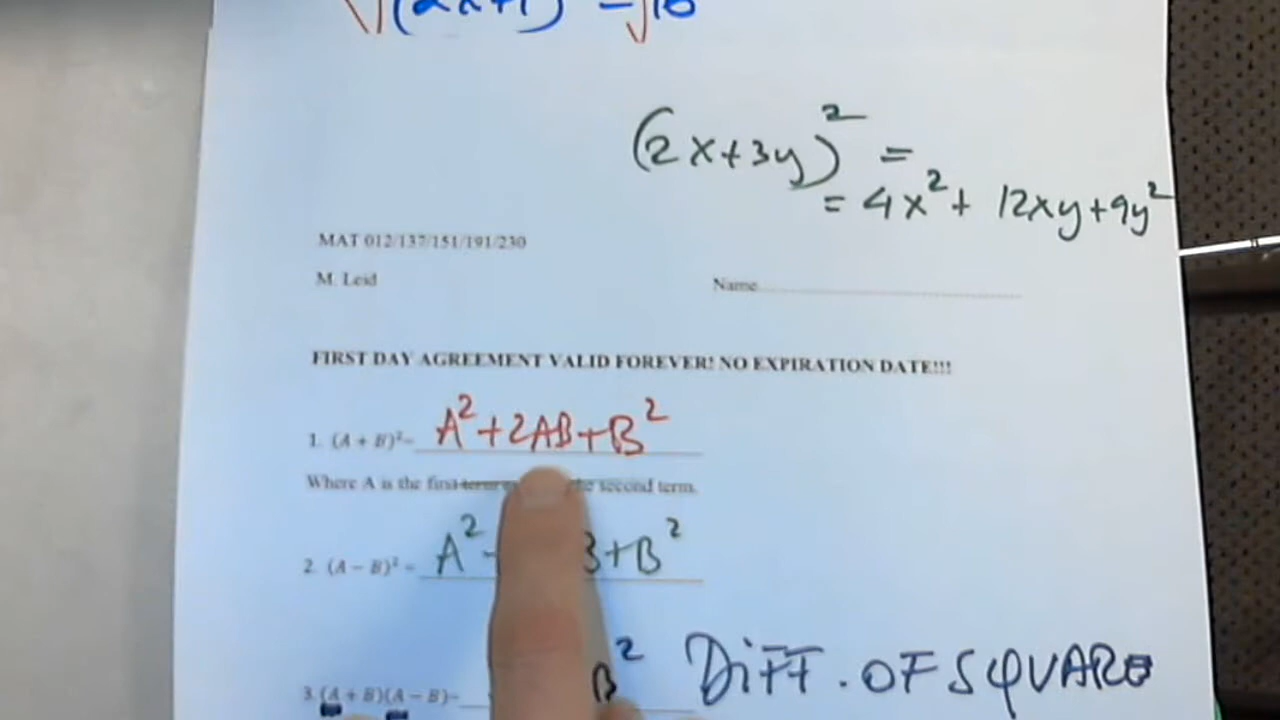 (2x+3y)² =
= 4x² + 12xy+9y²
MAT 012/137/151/191/230
M. Leid
Name
FIRST DAY AGREEMENT VALID FOREVER! NO EXPIRATION DATE!!!
1. (A + B)²= A²+2AB+B²
Where A is the first term second term.
2. (A − B)² = A² - B+B²
3. (A + B)(A − B)= B² DIFF. OF SQUARE